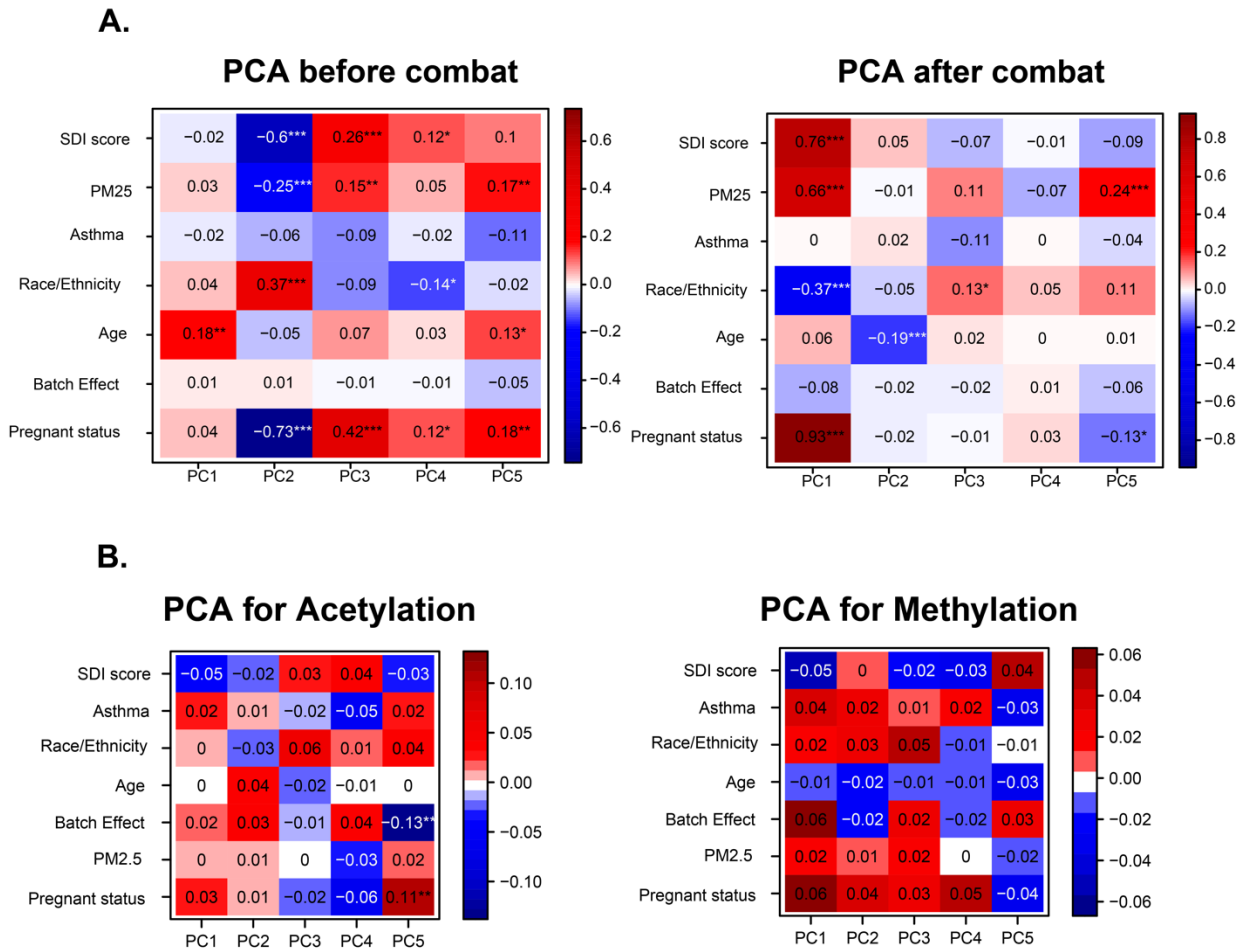 A.
PCA before combat
SDI score −0.02 −0.6*** 0.26*** 0.12* 0.1
PM25 0.03 −0.25*** 0.15** 0.05 0.17**
Asthma −0.02 −0.06 −0.09 −0.02 −0.11
Race/Ethnicity 0.04 0.37*** −0.09 −0.14* −0.02
Age 0.18** −0.05 0.07 0.03 0.13*
Batch Effect 0.01 0.01 −0.01 −0.01 −0.05
Pregnant status 0.04 −0.73*** 0.42*** 0.12* 0.18**
PC1 PC2 PC3 PC4 PC5
0.6
0.4
0.2
0.0
−0.2
−0.4
−0.6
PCA after combat
SDI score 0.76*** 0.05 −0.07 −0.01 −0.09
PM25 0.66*** −0.01 0.11 −0.07 0.24***
Asthma 0 0.02 −0.11 0 −0.04
Race/Ethnicity −0.37*** −0.05 0.13* 0.05 0.11
Age 0.06 −0.19*** 0.02 0 0.01
Batch Effect −0.08 −0.02 −0.02 0.01 −0.06
Pregnant status 0.93*** −0.02 −0.01 0.03 −0.13*
PC1 PC2 PC3 PC4 PC5
0.8
0.6
0.4
0.2
0.0
−0.2
−0.4
−0.6
−0.8
B.
PCA for Acetylation
SDI score −0.05 −0.02 0.03 0.04 −0.03
Asthma 0.02 0.01 −0.02 −0.05 0.02
Race/Ethnicity 0 −0.03 0.06 0.01 0.04
Age 0 0.04 −0.02 −0.01 0
Batch Effect 0.02 0.03 −0.01 0.04 −0.13**
PM2.5 0 0.01 0 −0.03 0.02
Pregnant status 0.03 0.01 −0.02 −0.06 0.11**
PC1 PC2 PC3 PC4 PC5
0.10
0.05
0.00
−0.05
−0.10
PCA for Methylation
SDI score −0.05 0 −0.02 −0.03 0.04
Asthma 0.04 0.02 0.01 0.02 −0.03
Race/Ethnicity 0.02 0.03 0.05 −0.01 −0.01
Age −0.01 −0.02 −0.01 −0.01 −0.03
Batch Effect 0.06 −0.02 0.02 −0.02 0.03
PM2.5 0.02 0.01 0.02 0 −0.02
Pregnant status 0.06 0.04 0.03 0.05 −0.04
PC1 PC2 PC3 PC4 PC5
0.06
0.04
0.02
0.00
−0.02
−0.04
−0.06